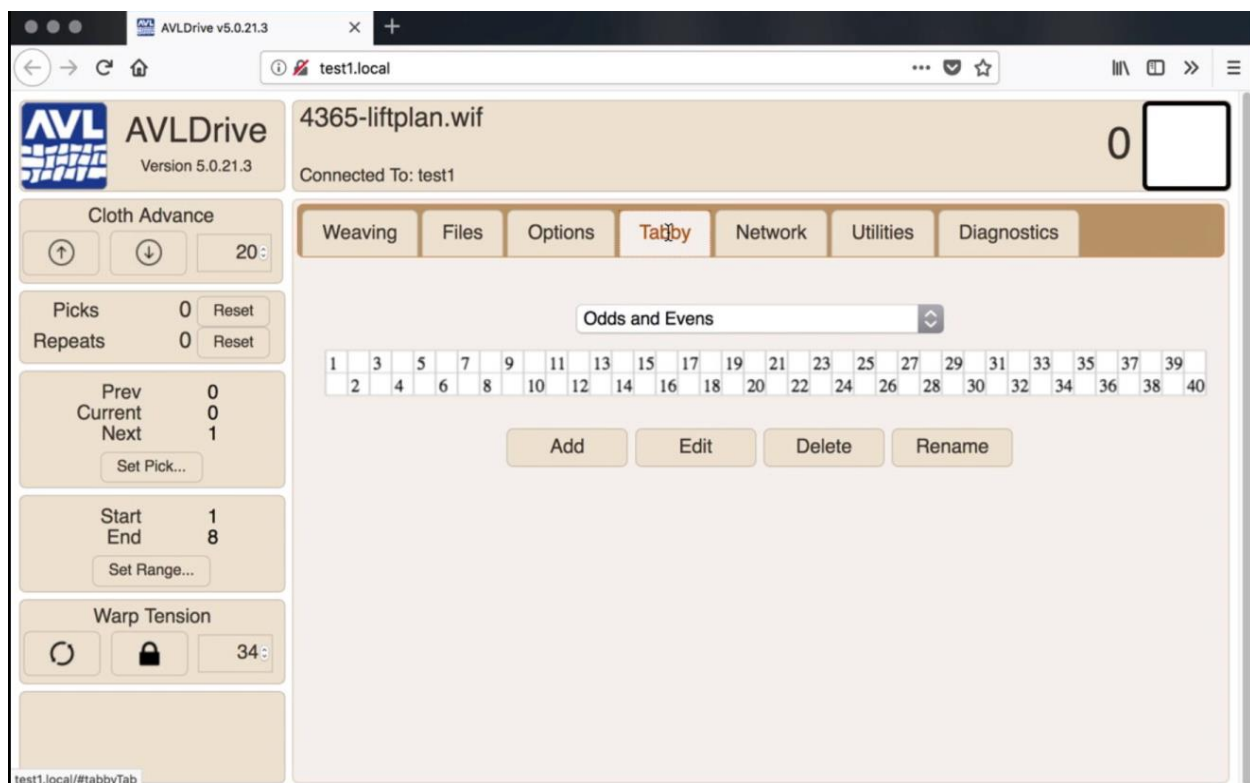 AVLDrive v5.0.21.3
test1.local
AVL
AVLDrive
Version 5.0.21.3
4365-liftplan.wif
Connected To: test1
0
Cloth Advance
20
Picks 0 Reset
Repeats 0 Reset
Prev 0
Current 0
Next 1
Set Pick...
Start 1
End 8
Set Range...
Warp Tension
34
Weaving Files Options Tabby Network Utilities Diagnostics
Odds and Evens
1 3 5 7 9 11 13 15 17 19 21 23 25 27 29 31 33 35 37 39
2 4 6 8 10 12 14 16 18 20 22 24 26 28 30 32 34 36 38 40
Add Edit Delete Rename
test1.local/#tabbyTab